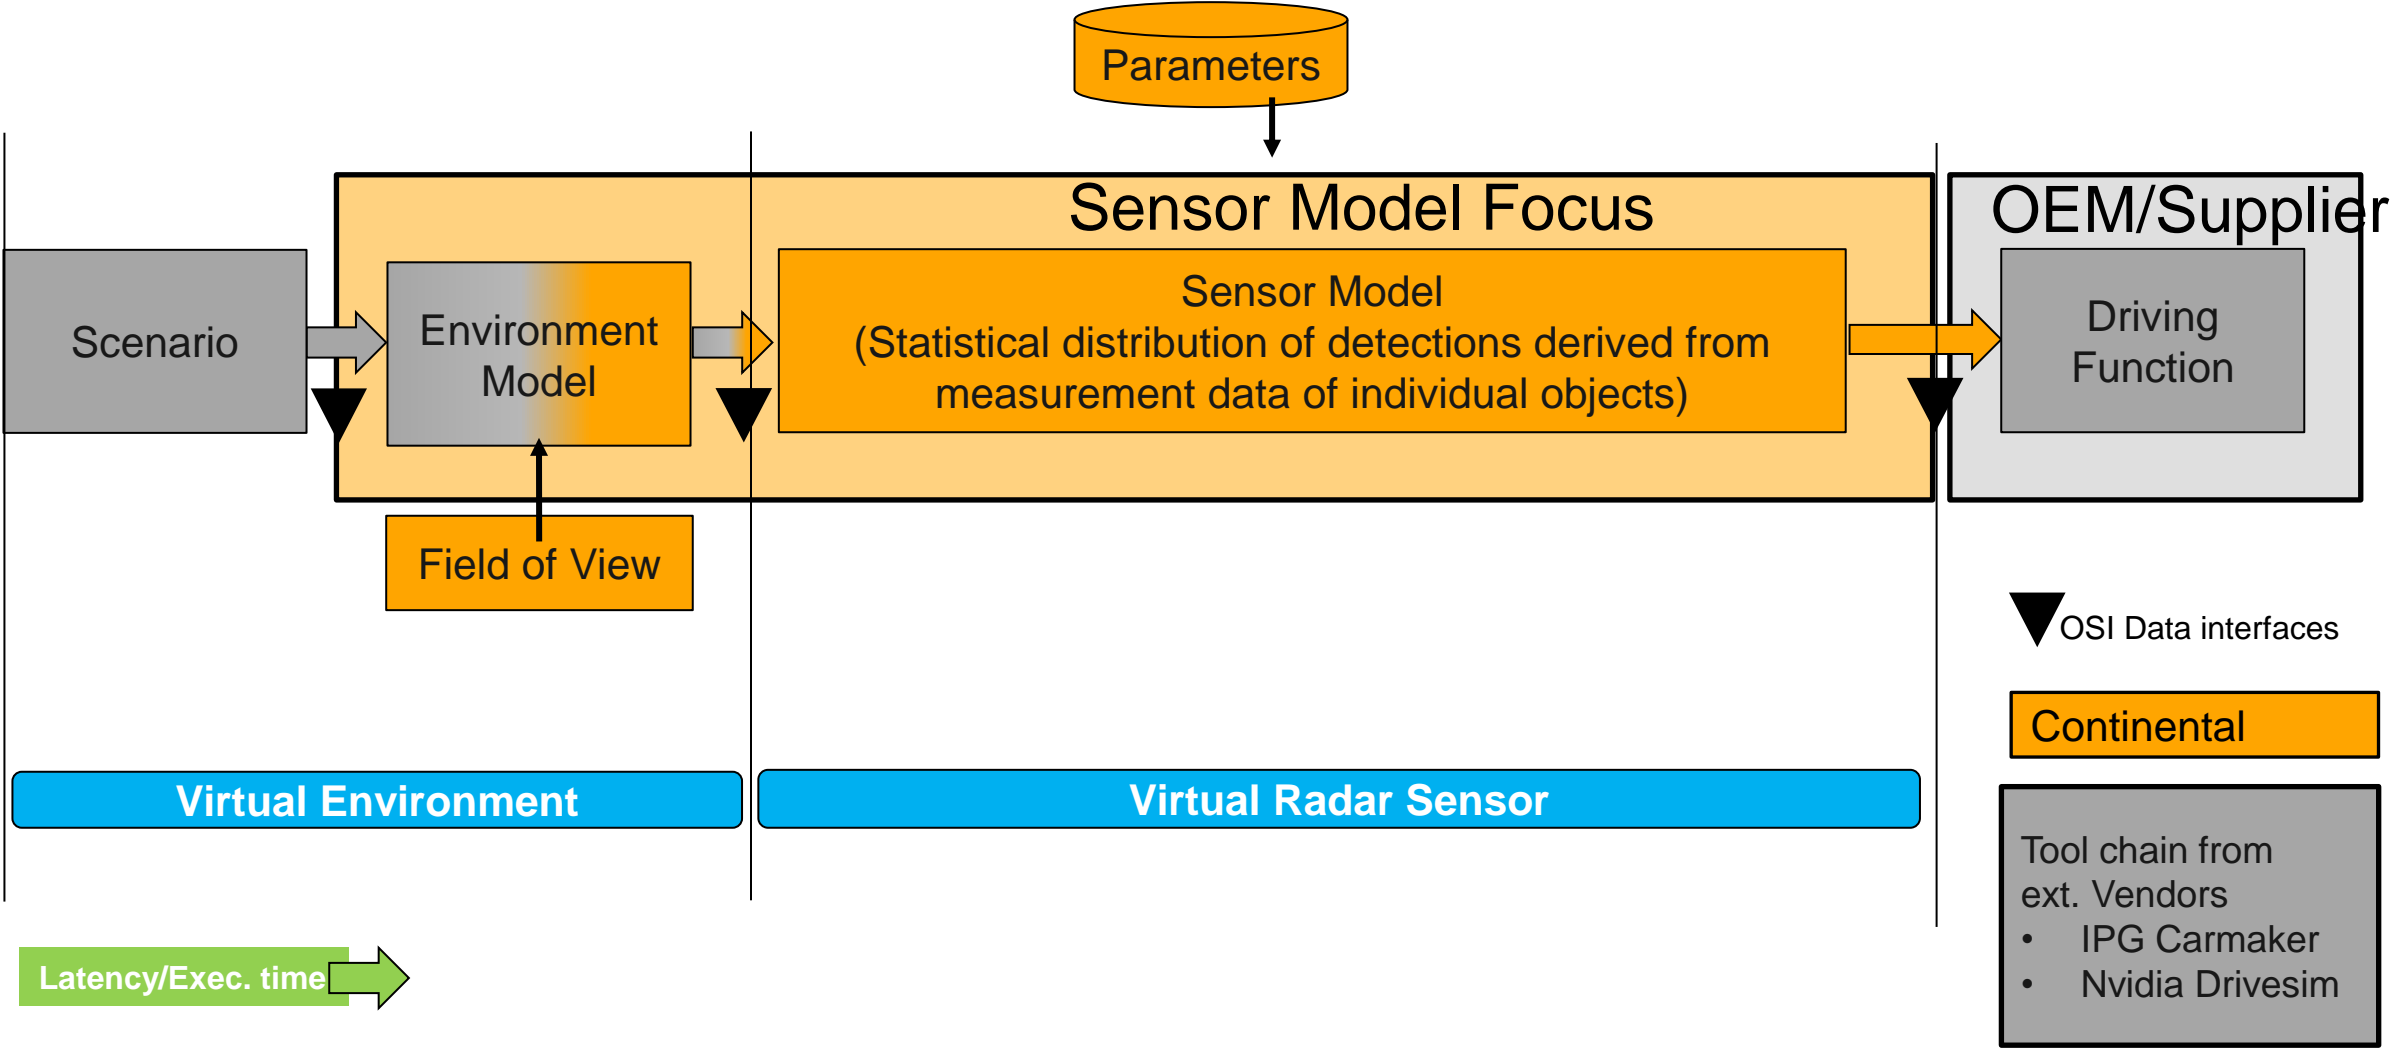 Parameters
Sensor Model Focus
OEM/Supplier
Scenario
Environment
Model
Sensor Model
(Statistical distribution of detections derived from
measurement data of individual objects)
Driving
Function
Field of View
OSI Data interfaces
Continental
Virtual Environment
Virtual Radar Sensor
Tool chain from
ext. Vendors
• IPG Carmaker
• Nvidia Drivesim
Latency/Exec. time